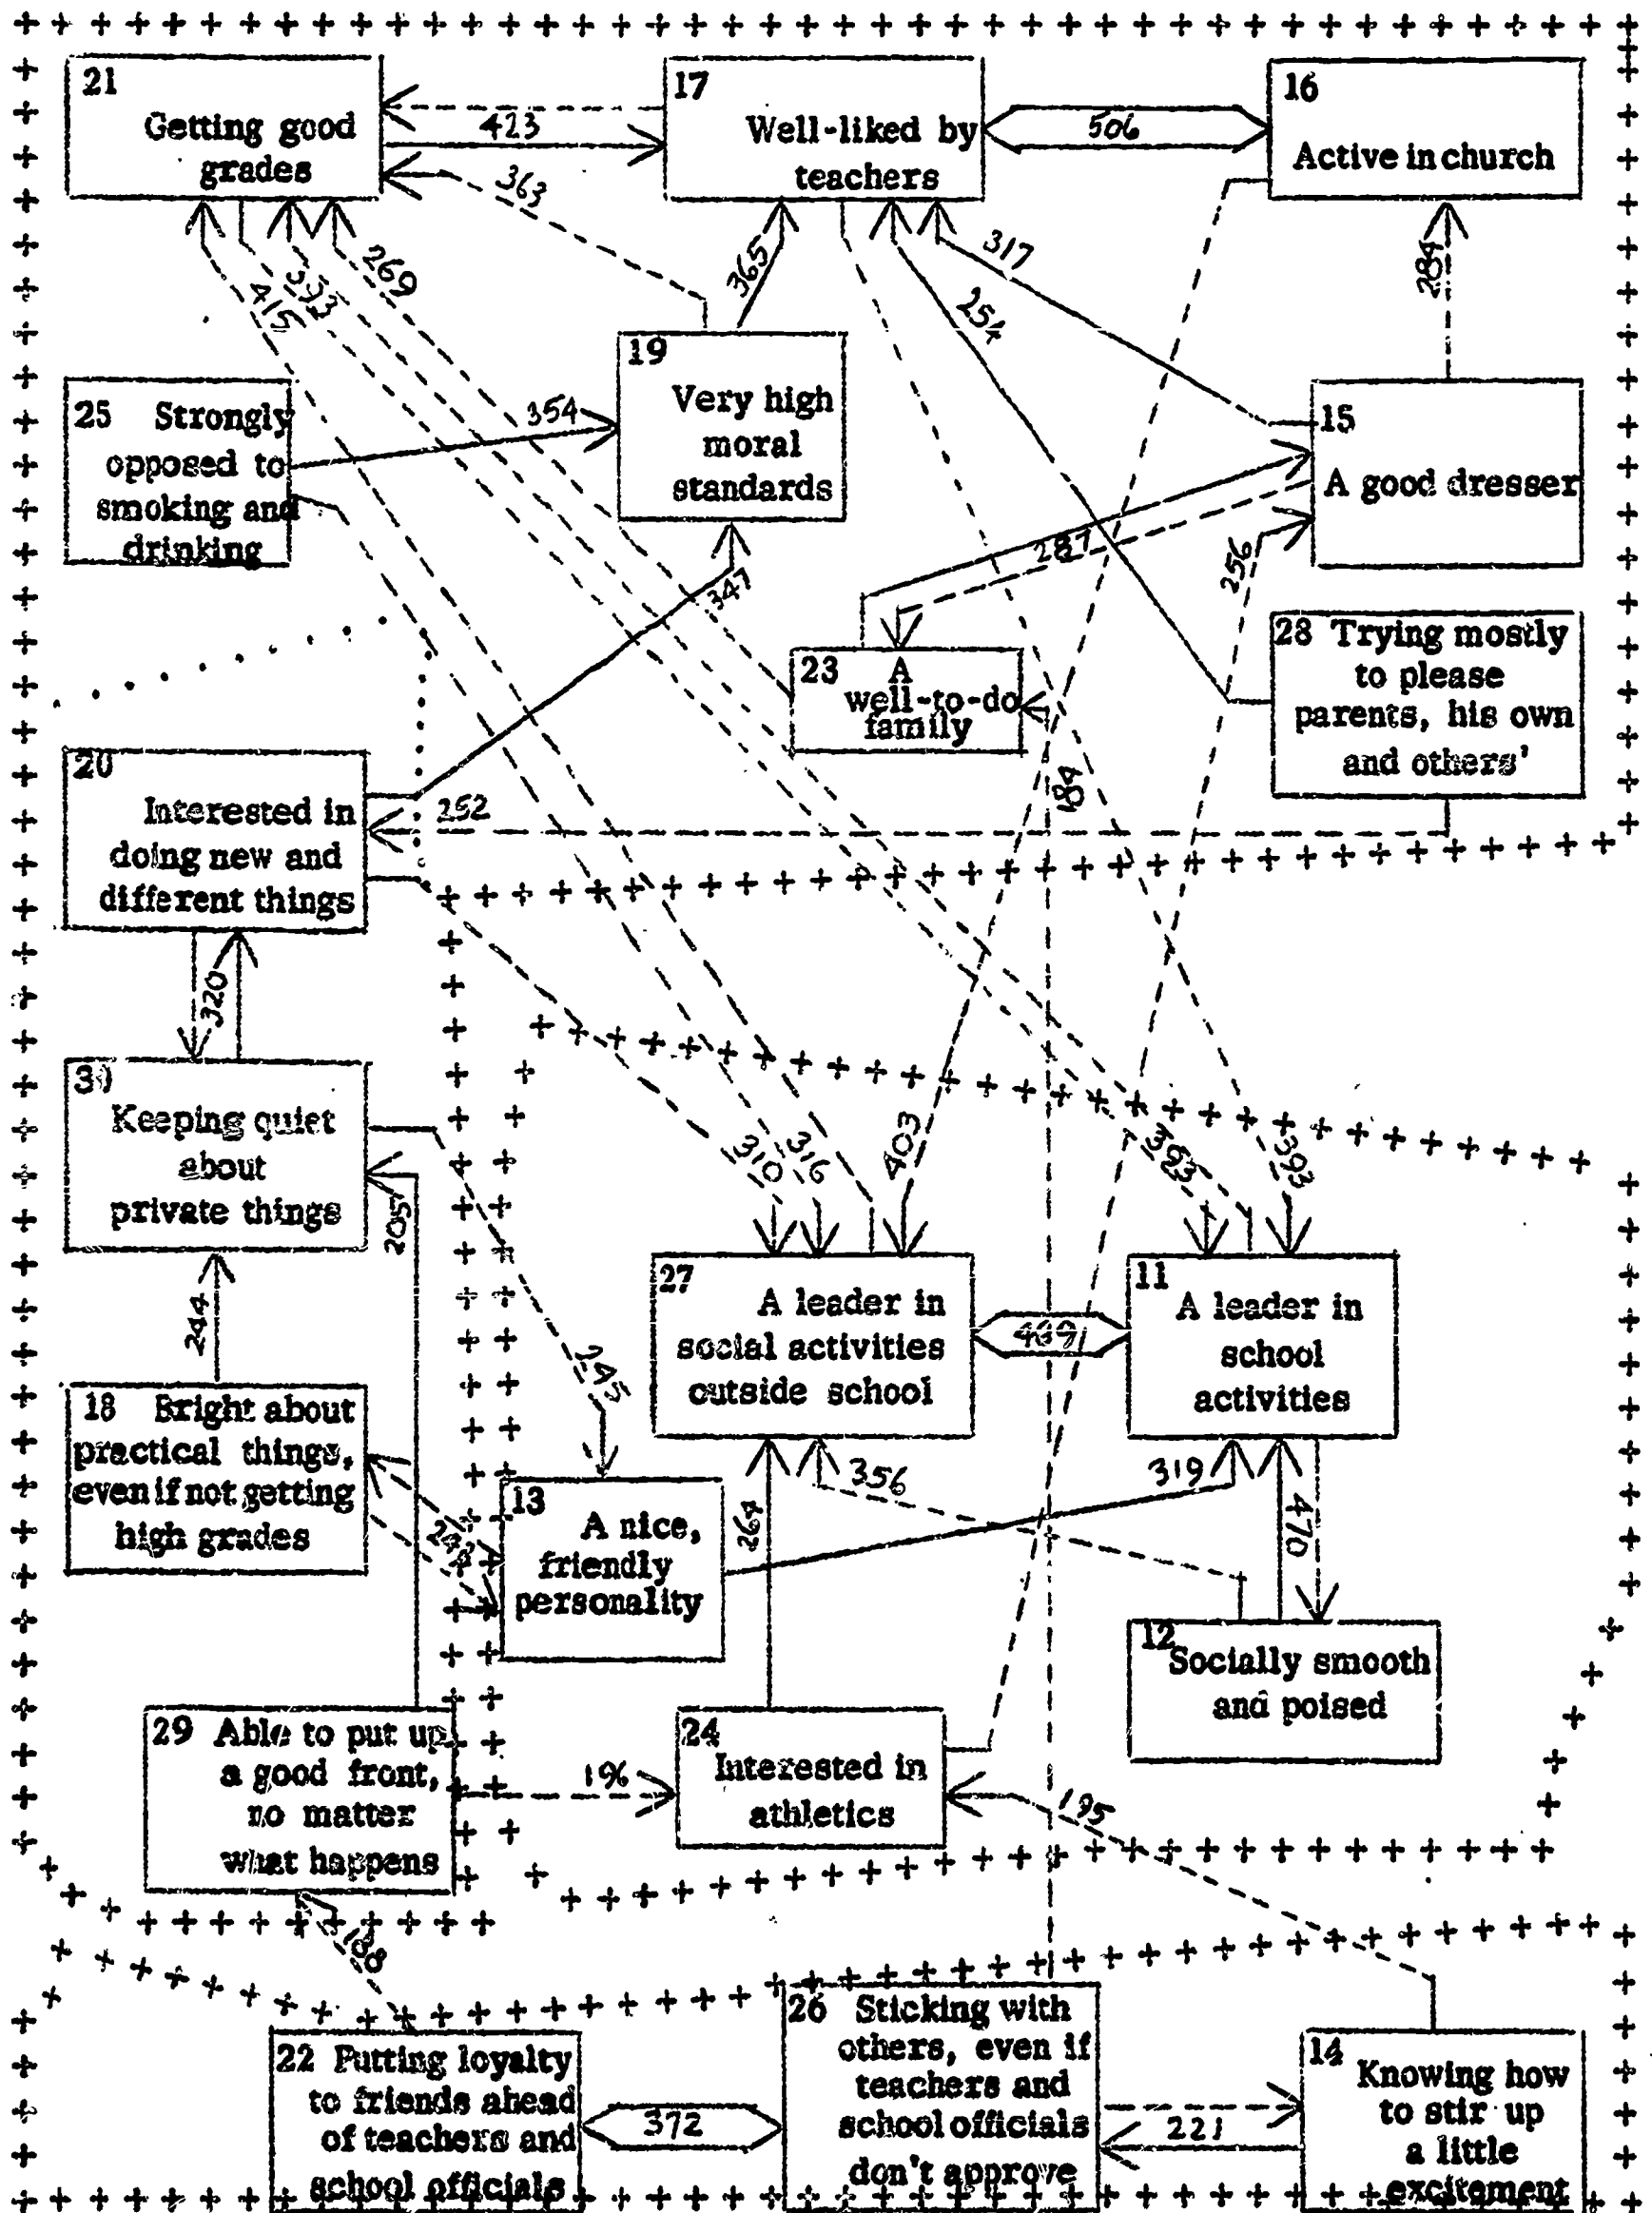 21
Getting good
grades
17
Well-liked by
teachers
16
Active in church
423
506
363
365
269
415
317
254
284
19
Very high
moral
standards
25 Strongly
opposed to
smoking and
drinking
354
15
A good dresser
287
256
347
23 A
well-to-do
family
28 Trying mostly
to please
parents, his own
and others'
184
20
Interested in
doing new and
different things
252
320
30
Keeping quiet
about
private things
205
310
316
403
393
393
244
27
A leader in
social activities
outside school
11
A leader in
school
activities
245
18 Bright about
practical things,
even if not getting
high grades
13
A nice,
friendly
personality
264
356
319
470
12
Socially smooth
and poised
29 Able to put up
a good front,
no matter
what happens
196
24
Interested in
athletics
195
188
22 Putting loyalty
to friends ahead
of teachers and
school officials
372
26 Sticking with
others, even if
teachers and
school officials
don't approve
221
14
Knowing how
to stir up
a little
excitement